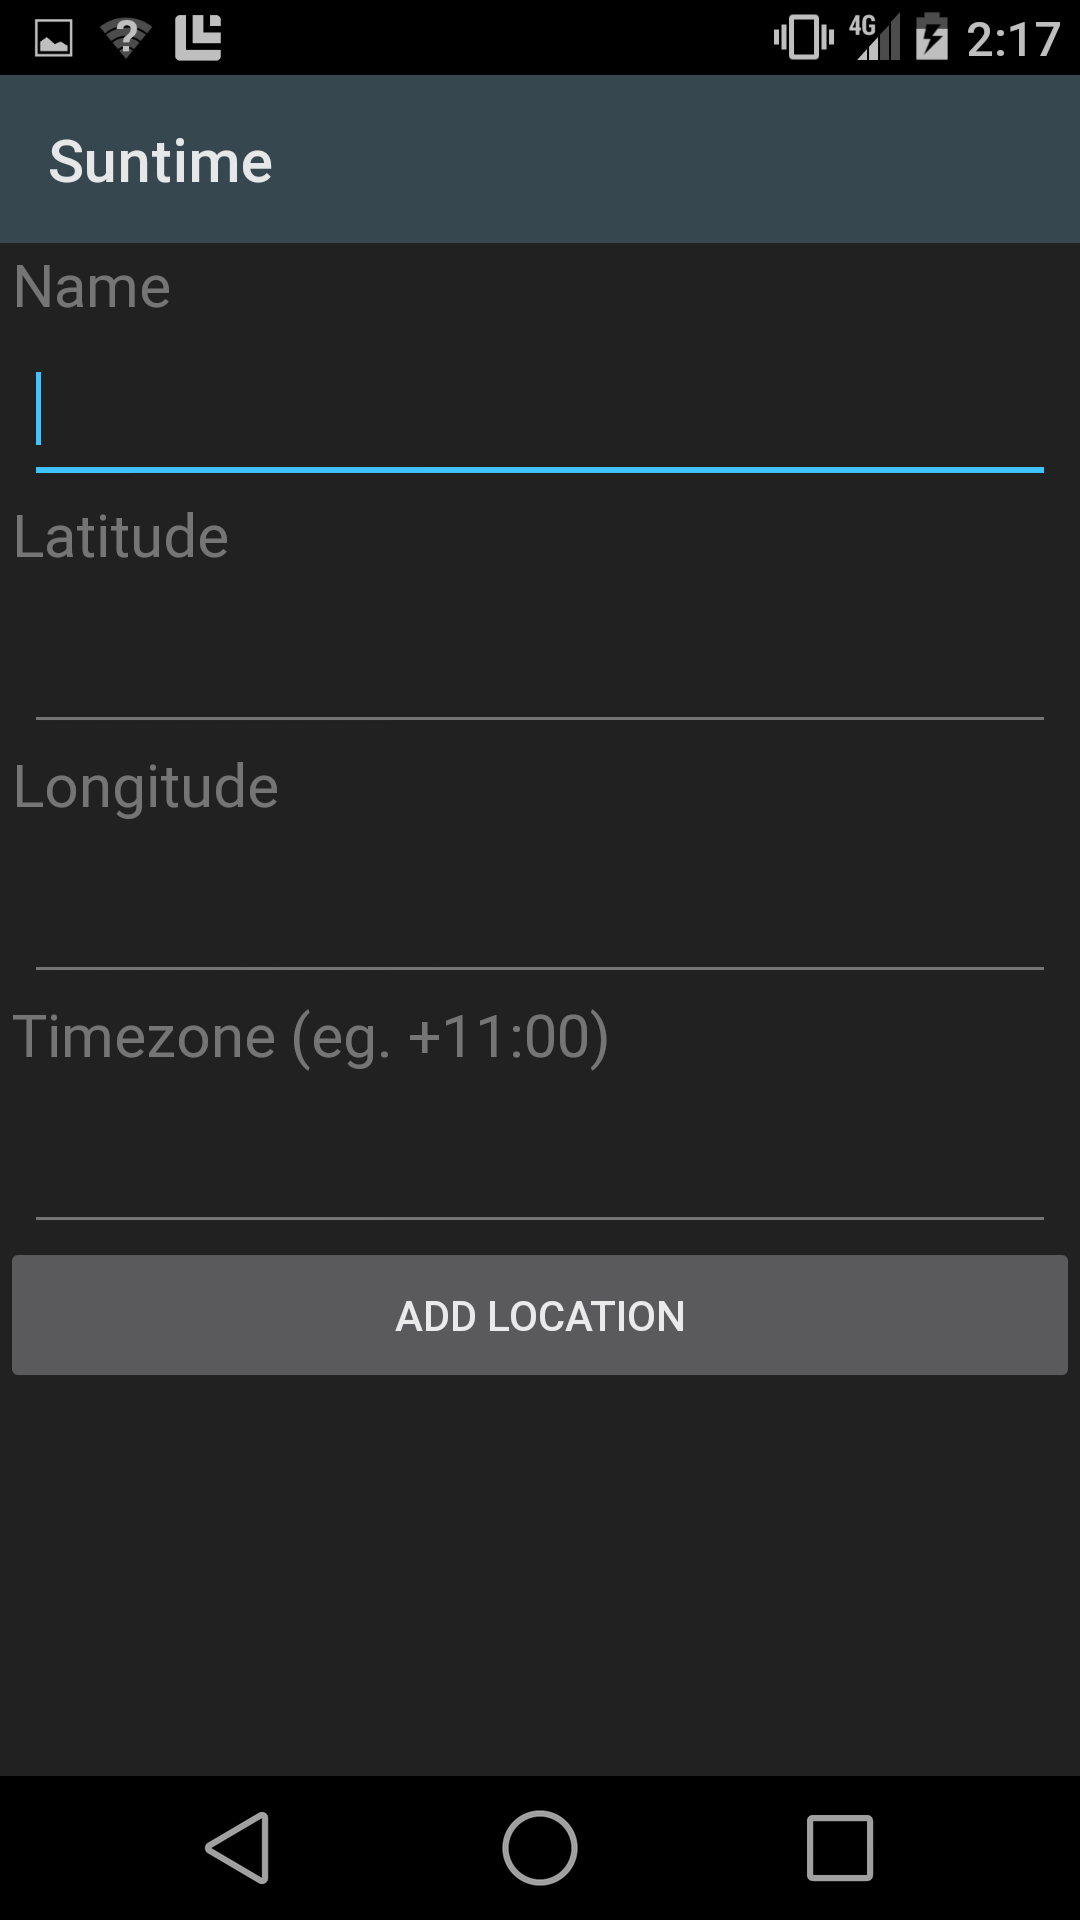 4G 2:17
Suntime
Name
Latitude
Longitude
Timezone (eg. +11:00)
ADD LOCATION